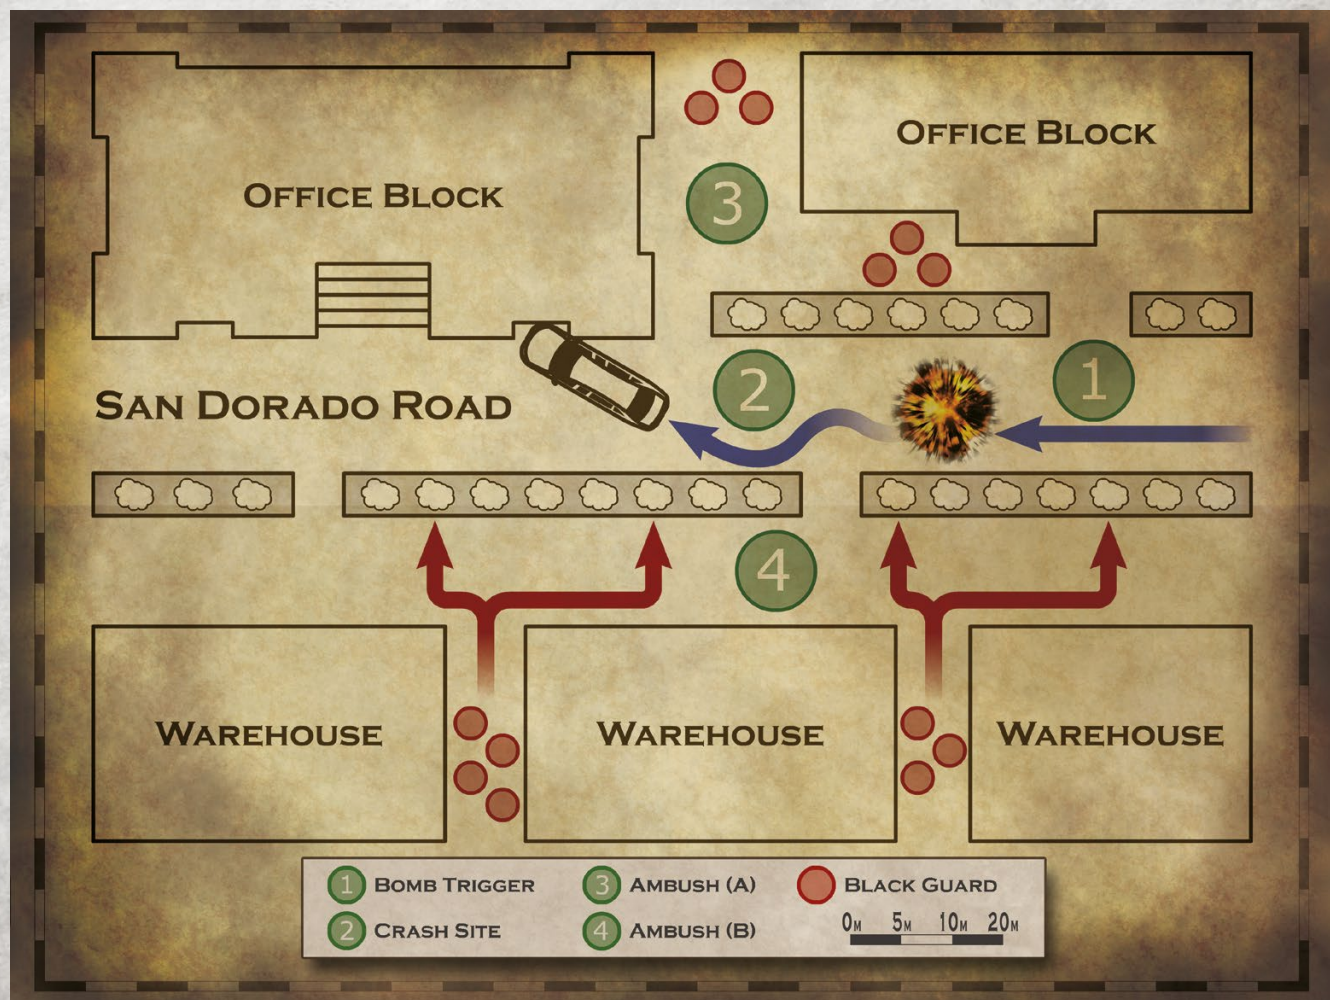 OFFICE BLOCK
OFFICE BLOCK
3
2
1
SAN DORADO ROAD
4
WAREHOUSE
WAREHOUSE
WAREHOUSE
1 BOMB TRIGGER
3 AMBUSH (A)
BLACK GUARD
2 CRASH SITE
4 AMBUSH (B)
0M 5M 10M 20M